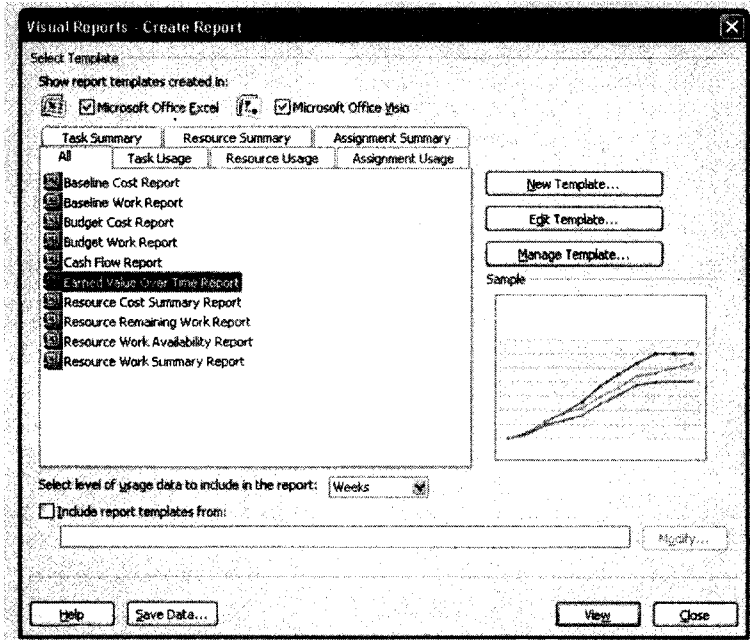 Visual Reports - Create Report
Select Template
Show report templates created in:
Microsoft Office Excel
Microsoft Office Visio
Task Summary
Resource Summary
Assignment Summary
All
Task Usage
Resource Usage
Assignment Usage
Baseline Cost Report
Baseline Work Report
Budget Cost Report
Budget Work Report
Cash Flow Report
Earned Value Over Time Report
Resource Cost Summary Report
Resource Remaining Work Report
Resource Work Availability Report
Resource Work Summary Report
New Template...
Edit Template...
Manage Template...
Sample
Select level of usage data to include in the report:
Weeks
Include report templates from:
Modify...
Help
Save Data...
View
Close